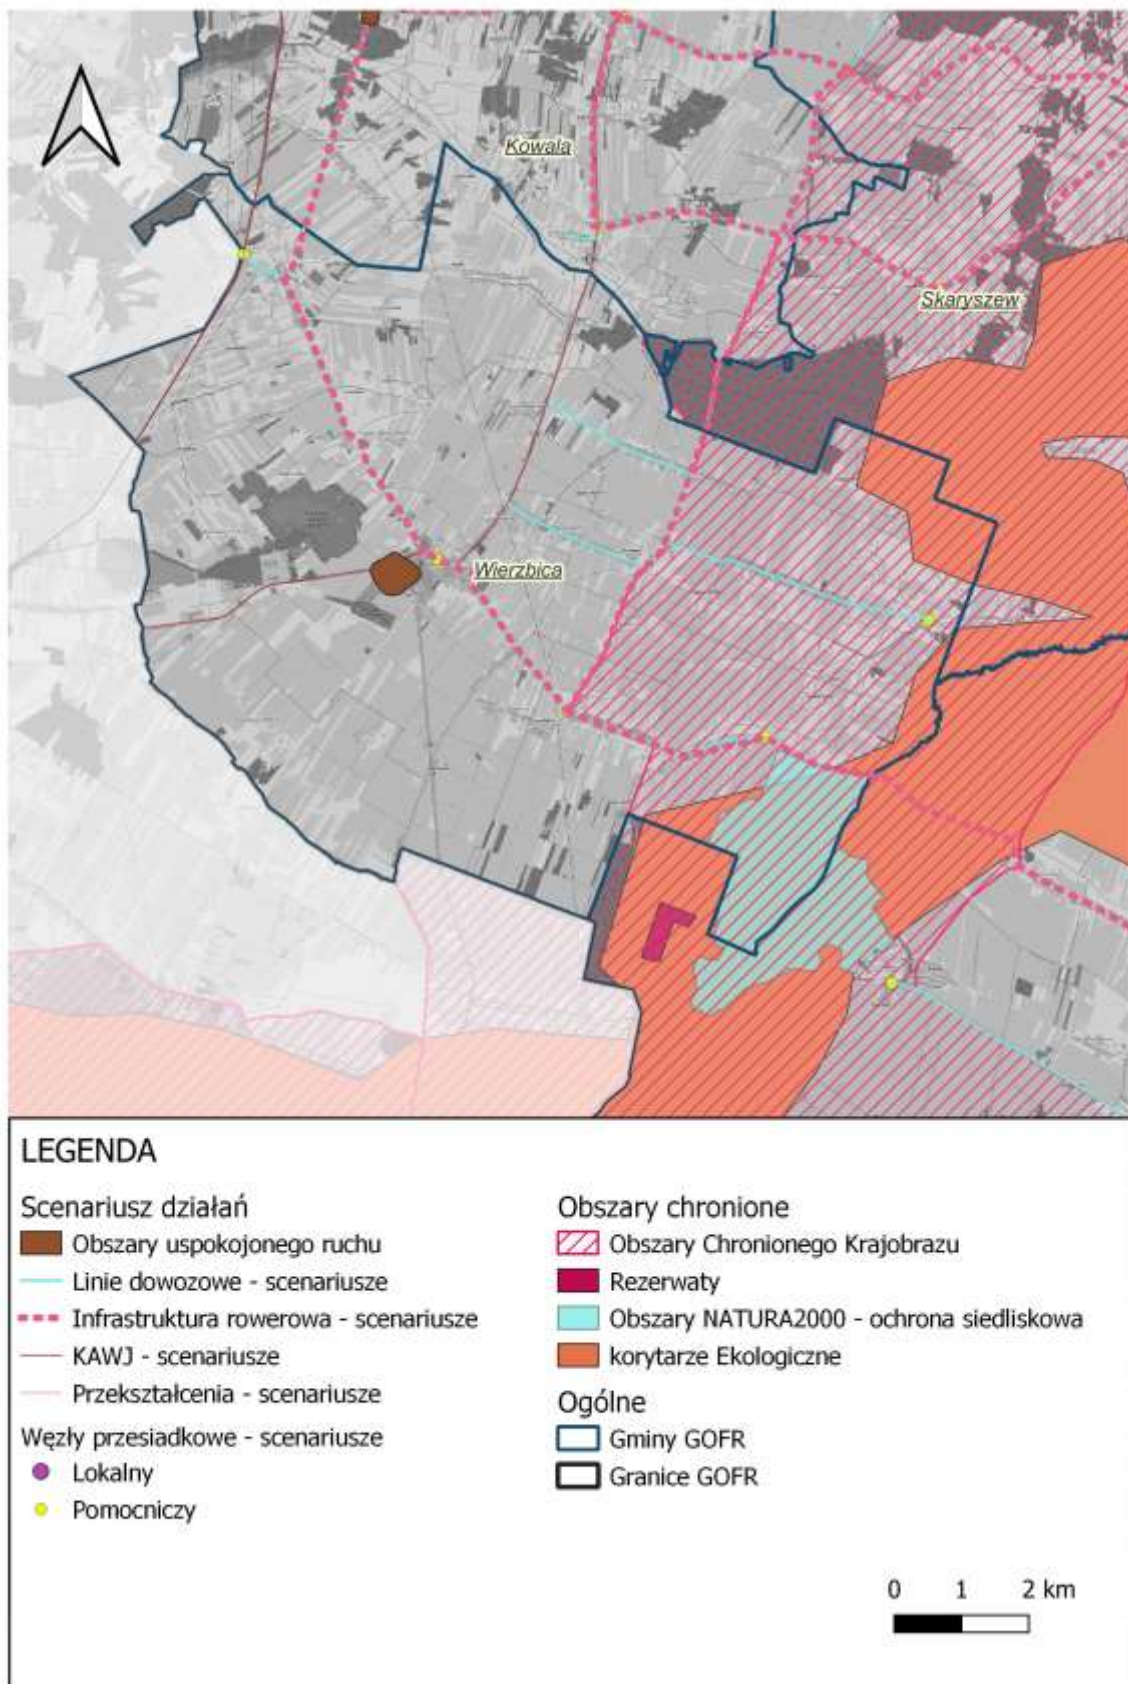 Kowala
Skaryszew
Wierzbica
LEGENDA
Scenariusz działań
Obszary uspokojonego ruchu
Linie dowozowe - scenariusze
Infrastruktura rowerowa - scenariusze
KAWJ - scenariusze
Przekształcenia - scenariusze
Węzły przesiadkowe - scenariusze
Lokalny
Pomocniczy
Obszary chronione
Obszary Chronionego Krajobrazu
Rezerwaty
Obszary NATURA2000 - ochrona siedliskowa
korytarze Ekologiczne
Ogólne
Gminy GOFR
Granice GOFR
0 1 2 km